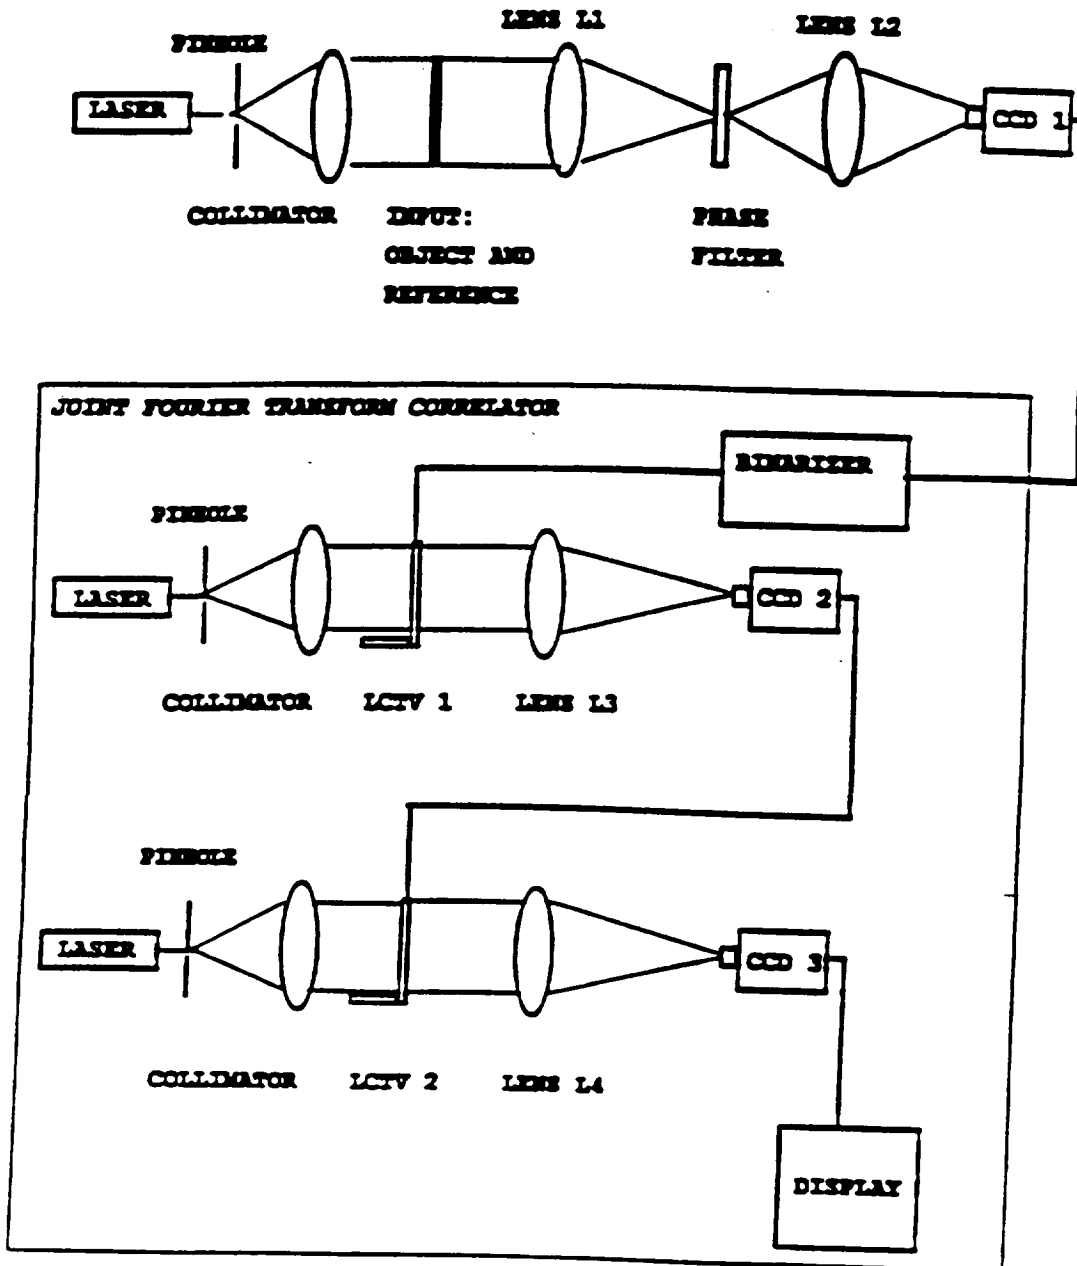 LENS L1
LENS L2
PINHOLE
LASER
CCD 1
COLLIMATOR
INPUT:
OBJECT AND
REFERENCE
PHASE
FILTER
JOINT FOURIER TRANSFORM CORRELATOR
BINARIZER
PINHOLE
LASER
CCD 2
COLLIMATOR
LCTV 1
LENS L3
PINHOLE
LASER
CCD 3
COLLIMATOR
LCTV 2
LENS L4
DISPLAY